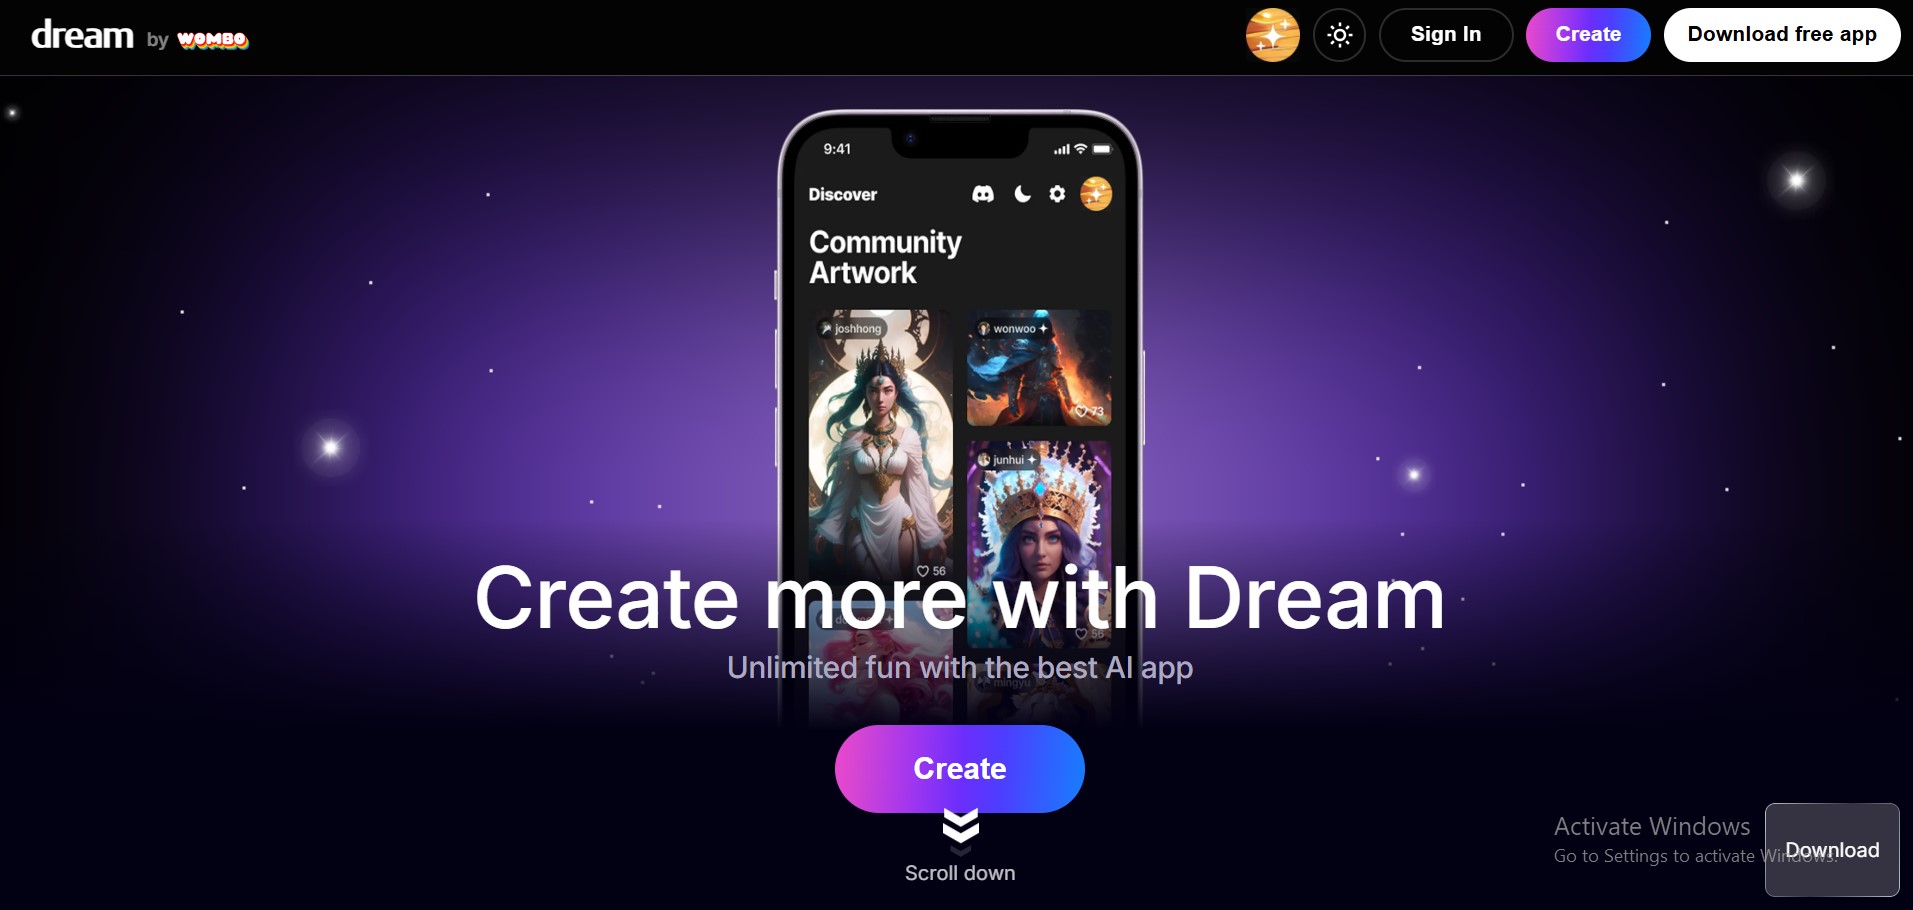 dream by WOMBO
Sign In
Create
Download free app
9:41
Discover
Community
Artwork
joshhong
wonwoo
73
junhui
56
56
mingyu
Create more with Dream
Unlimited fun with the best AI app
Create
Scroll down
Activate Windows
Go to Settings to activate Windows.
Download